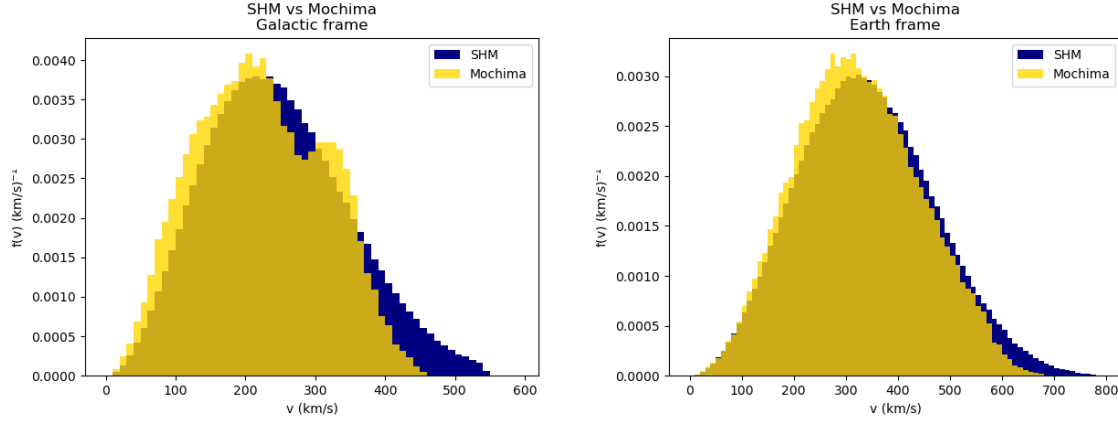 SHM vs Mochima
Galactic frame
f(v) (km/s)⁻¹
0.0040
0.0035
0.0030
0.0025
0.0020
0.0015
0.0010
0.0005
0.0000
0 100 200 300 400 500 600
v (km/s)
SHM
Mochima
SHM vs Mochima
Earth frame
f(v) (km/s)⁻¹
0.0030
0.0025
0.0020
0.0015
0.0010
0.0005
0.0000
0 100 200 300 400 500 600 700 800
v (km/s)
SHM
Mochima